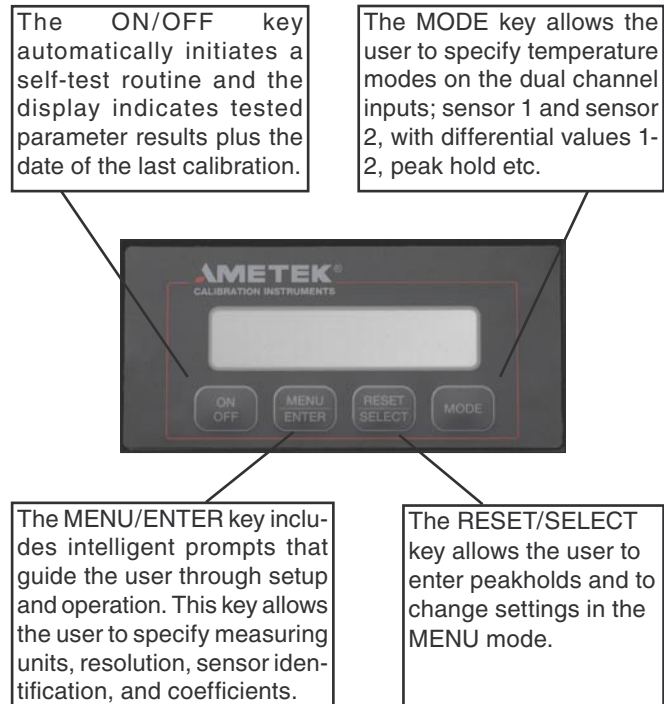 The ON/OFF key
automatically initiates a
self-test routine and the
display indicates tested
parameter results plus the
date of the last calibration.
The MODE key allows the
user to specify temperature
modes on the dual channel
inputs; sensor 1 and sensor
2, with differential values 1-
2, peak hold etc.
AMETEK®
CALIBRATION INSTRUMENTS
ON
OFF
MENU
ENTER
RESET
SELECT
MODE
The MENU/ENTER key inclu-
des intelligent prompts that
guide the user through setup
and operation. This key allows
the user to specify measuring
units, resolution, sensor iden-
tification, and coefficients.
The RESET/SELECT
key allows the user to
enter peakholds and to
change settings in the
MENU mode.